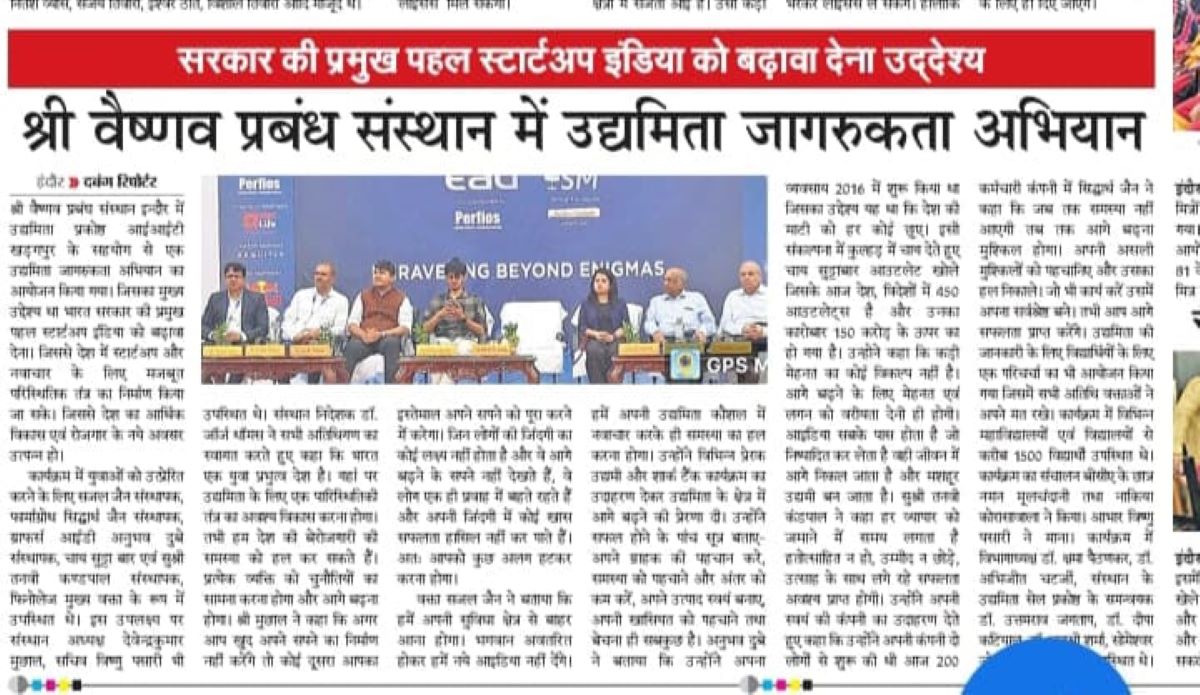 सरकार की प्रमुख पहल स्टार्टअप इंडिया को बढ़ावा देना उद्देश्य
श्री वैष्णव प्रबंध संस्थान में उद्यमिता जागरुकता अभियान
इंदौर » दबंग रिपोर्टर
श्री वैष्णव प्रबंध संस्थान इन्दौर में
उद्यमिता प्रकोष्ठ आईआईटी
खड़गपुर के सहयोग से एक
उद्यमिता जागरुकता अभियान का
आयोजन किया गया। जिसका मुख्य
उद्देश्य था भारत सरकार की प्रमुख
पहल स्टार्टअप इंडिया को बढ़ावा
देना। जिससे देश में स्टार्टअप और
नवाचार के लिए मजबूत
परिस्थितिक तंत्र का निर्माण किया
जा सके। जिससे देश का आर्थिक
विकास एवं रोजगार के नये अवसर
उत्पन्न हो।
कार्यक्रम में युवाओं को उत्प्रेरित
करने के लिए सजल जैन संस्थापक,
फार्माग्रोथ सिद्धार्थ जैन संस्थापक,
ग्राफर्स आईडी अनुभव दुबे
संस्थापक, चाय सुट्टा बार एवं सुश्री
तनवी कण्डपाल संस्थापक,
फिनोलेज मुख्य वक्ता के रूप में
उपस्थित थे। इस उपलक्ष्य पर
संस्थान अध्यक्ष देवेन्द्रकुमार
मुछाल, सचिव विष्णु पसारी भी
Perfios
EAD
Perfios
BEYOND ENIGMAS
GPS M
उपस्थित थे। संस्थान निदेशक डॉ.
जॉर्ज थॉमस ने सभी अतिथिगण का
स्वागत करते हुए कहा कि भारत
एक युवा प्रभुत्व देश है। यहां पर
उद्यमिता के लिए एक पारिस्थितिकी
तंत्र का अवश्य विकास करना होगा।
तभी हम देश की बेरोजगारी की
समस्या को हल कर सकते हैं।
प्रत्येक व्यक्ति को चुनौतियों का
सामना करना होगा और आगे बढ़ना
होगा। श्री मुछाल ने कहा कि अगर
आप खुद अपने सपने का निर्माण
नहीं करेंगे तो कोई दूसरा आपका
इस्तेमाल अपने सपने को पूरा करने
में करेगा। जिन लोगों की जिंदगी का
कोई लक्ष्य नहीं होता है और वे आगे
बढ़ने के सपने नहीं देखते हैं, वे
लोग एक ही प्रवाह में बहते रहते हैं
और अपनी जिंदगी में कोई खास
सफलता हासिल नहीं कर पाते हैं।
अतः आपको कुछ अलग हटकर
करना होगा।
वक्ता सजल जैन ने बताया कि
हमें अपनी सुविधा क्षेत्र से बाहर
आना होगा। भगवान अवतरित
होकर हमें नये आइडिया नहीं देंगे।
हमें अपनी उद्यमिता कौशल में
नवाचार करके ही समस्या का हल
करना होगा। उन्होंने विभिन्न प्रेरक
उद्यमी और शार्क टैंक कार्यक्रम का
उदाहरण देकर उद्यमिता के क्षेत्र में
आगे बढ़ने की प्रेरणा दी। उन्होंने
सफल होने के पांच सूत्र बताए-
अपने ग्राहक की पहचान करे,
समस्या को पहचाने और अंतर को
कम करें, अपने उत्पाद स्वयं बनाए,
अपनी खासियत को पहचाने तथा
बेचना ही सबकुछ है। अनुभव दुबे
ने बताया कि उन्होंने अपना
व्यवसाय 2016 में शुरू किया था
जिसका उद्देश्य यह था कि देश की
माटी को हर कोई छुए। इसी
संकल्पना में कुल्हड़ में चाय देते हुए
चाय सुट्टाबार आउटलेट खोले
जिसके आज देश, विदेशों में 450
आउटलेट्स है और उनका
कारोबार 150 करोड़ के ऊपर का
हो गया है। उन्होंने कहा कि कड़ी
मेहनत का कोई विकल्प नहीं है।
आगे बढ़ने के लिए मेहनत एवं
लगन को वरीयता देनी ही होगी।
आइडिया सबके पास होता है जो
निष्पादित कर लेता है वही जीवन में
आगे निकल जाता है और मशहूर
उद्यमी बन जाता है। सुश्री तनवी
कंडपाल ने कहा हर व्यापार को
जमाने में समय लगता है
हतोत्साहित न हो, उम्मीद न छोड़े,
उत्साह के साथ लगे रहे सफलता
अवश्य प्राप्त होगी। उन्होंने अपनी
स्वयं की कंपनी का उदाहरण देते
हुए कहा कि उन्होंने अपनी कंपनी दो
लोगों से शुरू की थी आज 200
कर्मचारी कंपनी में सिद्धार्थ जैन ने
कहा कि जब तक समस्या नहीं
आएगी तब तक आगे बढ़ना
मुश्किल होगा। अपनी असली
मुश्किलों को पहचानिए और उसका
हल निकाले। जो भी कार्य करें उसमें
अपना सर्वश्रेष्ठ बने। तभी आप आगे
सफलता प्राप्त करेंगे। उद्यमिता की
जानकारी के लिए विद्यार्थियों के लिए
एक परिचर्चा का भी आयोजन किया
गया जिसमें सभी अतिथि वक्ताओं ने
अपने मत रखे। कार्यक्रम में विभिन्न
महाविद्यालयों एवं विद्यालयों से
करीब 1500 विद्यार्थी उपस्थित थे।
कार्यक्रम का संचालन बीबीए के छात्र
नमन मूलचंदानी तथा नाकिया
कोरासवाला ने किया। आभार विष्णु
पसारी ने माना। कार्यक्रम में
विभागाध्यक्ष डॉ. क्षमा पैठणकर, डॉ.
अभिजीत चटर्जी, संस्थान के
उद्यमिता सेल प्रकोष्ठ के समन्वयक
डॉ. उत्तमराव जगताप, डॉ. दीपा
कटियाल, शर्मा, सोमेश्वर